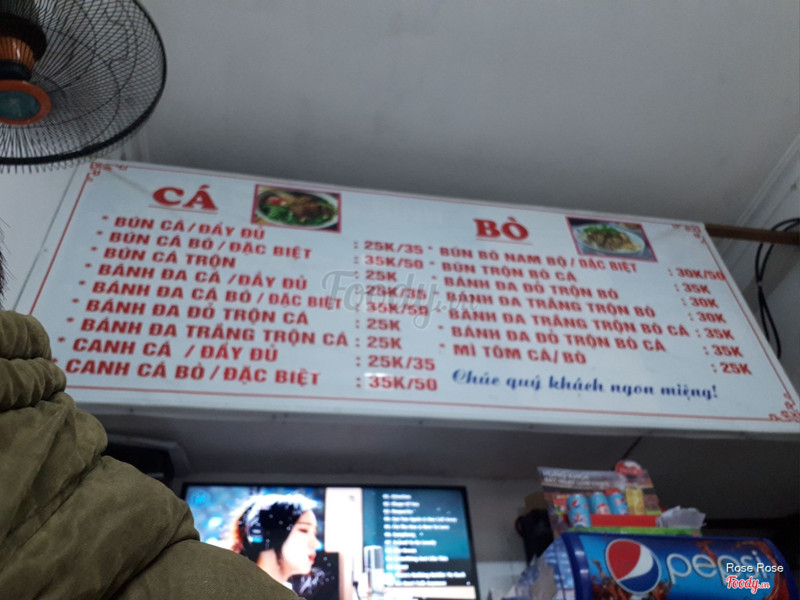 CÁ
* BÚN CÁ / ĐẦY ĐỦ : 25K/35
* BÚN CÁ BÒ / ĐẶC BIỆT : 35K/50
* BÚN CÁ TRỘN : 25K
* BÁNH ĐA CÁ / ĐẦY ĐỦ : 25K/35
* BÁNH ĐA CÁ BÒ / ĐẶC BIỆT : 35K/50
* BÁNH ĐA ĐỎ TRỘN CÁ : 25K
* BÁNH ĐA TRẮNG TRỘN CÁ : 25K
* CANH CÁ / ĐẦY ĐỦ : 25K/35
* CANH CÁ BÒ / ĐẶC BIỆT : 35K/50
BÒ
* BÚN BÒ NAM BỘ / ĐẶC BIỆT : 30K/50
* BÚN TRỘN BÒ CÁ : 35K
* BÁNH ĐA ĐỎ TRỘN BÒ : 30K
* BÁNH ĐA TRẮNG TRỘN BÒ : 30K
* BÁNH ĐA TRẮNG TRỘN BÒ CÁ : 35K
* BÁNH ĐA ĐỎ TRỘN BÒ CÁ : 35K
* MÌ TÔM CÁ / BÒ : 25K
Chúc quý khách ngon miệng!
Foody.vn
pepsi
Rose Rose
Foody.vn